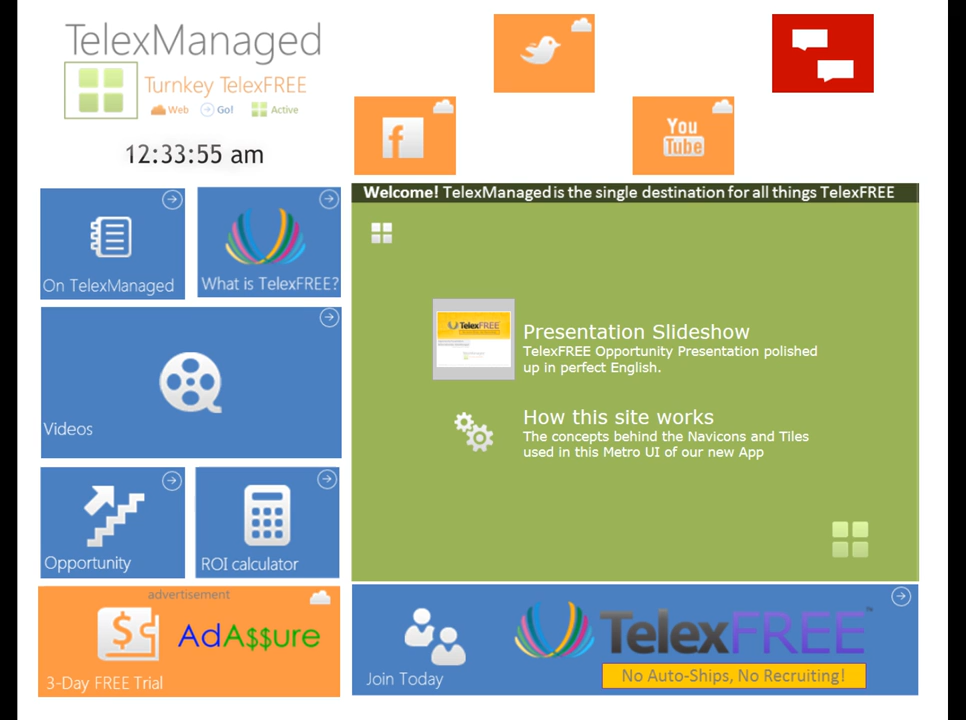 TelexManaged
Turnkey TelexFREE
Web Go! Active
12:33:55 am
f
You
Tube
Welcome! TelexManaged is the single destination for all things TelexFREE
On TelexManaged
What is TelexFREE?
TelexFREE
Presentation Slideshow
TelexFREE Opportunity Presentation polished
up in perfect English.
Videos
How this site works
The concepts behind the Navicons and Tiles
used in this Metro UI of our new App
Opportunity
ROI calculator
advertisement
$
AdA$$ure
3-Day FREE Trial
Join Today
TelexFREE™
No Auto-Ships, No Recruiting!